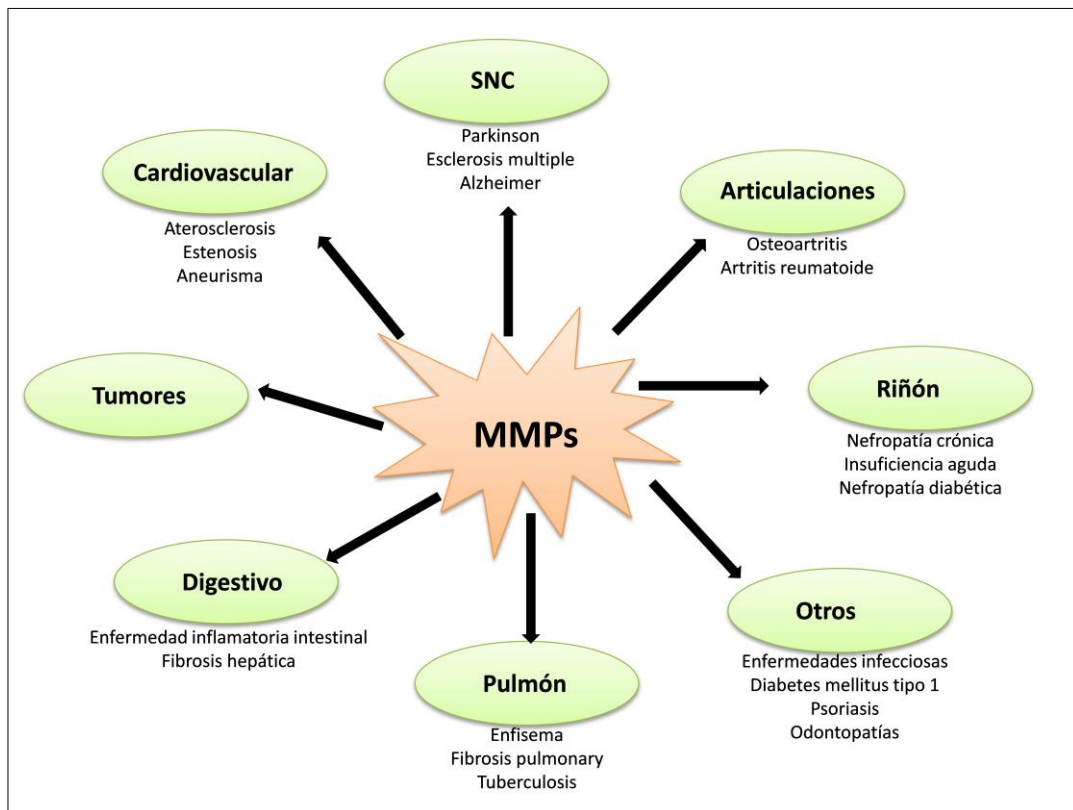 SNC
Parkinson
Esclerosis multiple
Alzheimer
Cardiovascular
Aterosclerosis
Estenosis
Aneurisma
Articulaciones
Osteoartritis
Artritis reumatoide
Tumores
MMPs
Riñón
Nefropatía crónica
Insuficiencia aguda
Nefropatía diabética
Digestivo
Enfermedad inflamatoria intestinal
Fibrosis hepática
Pulmón
Enfisema
Fibrosis pulmonary
Tuberculosis
Otros
Enfermedades infecciosas
Diabetes mellitus tipo 1
Psoriasis
Odontopatías